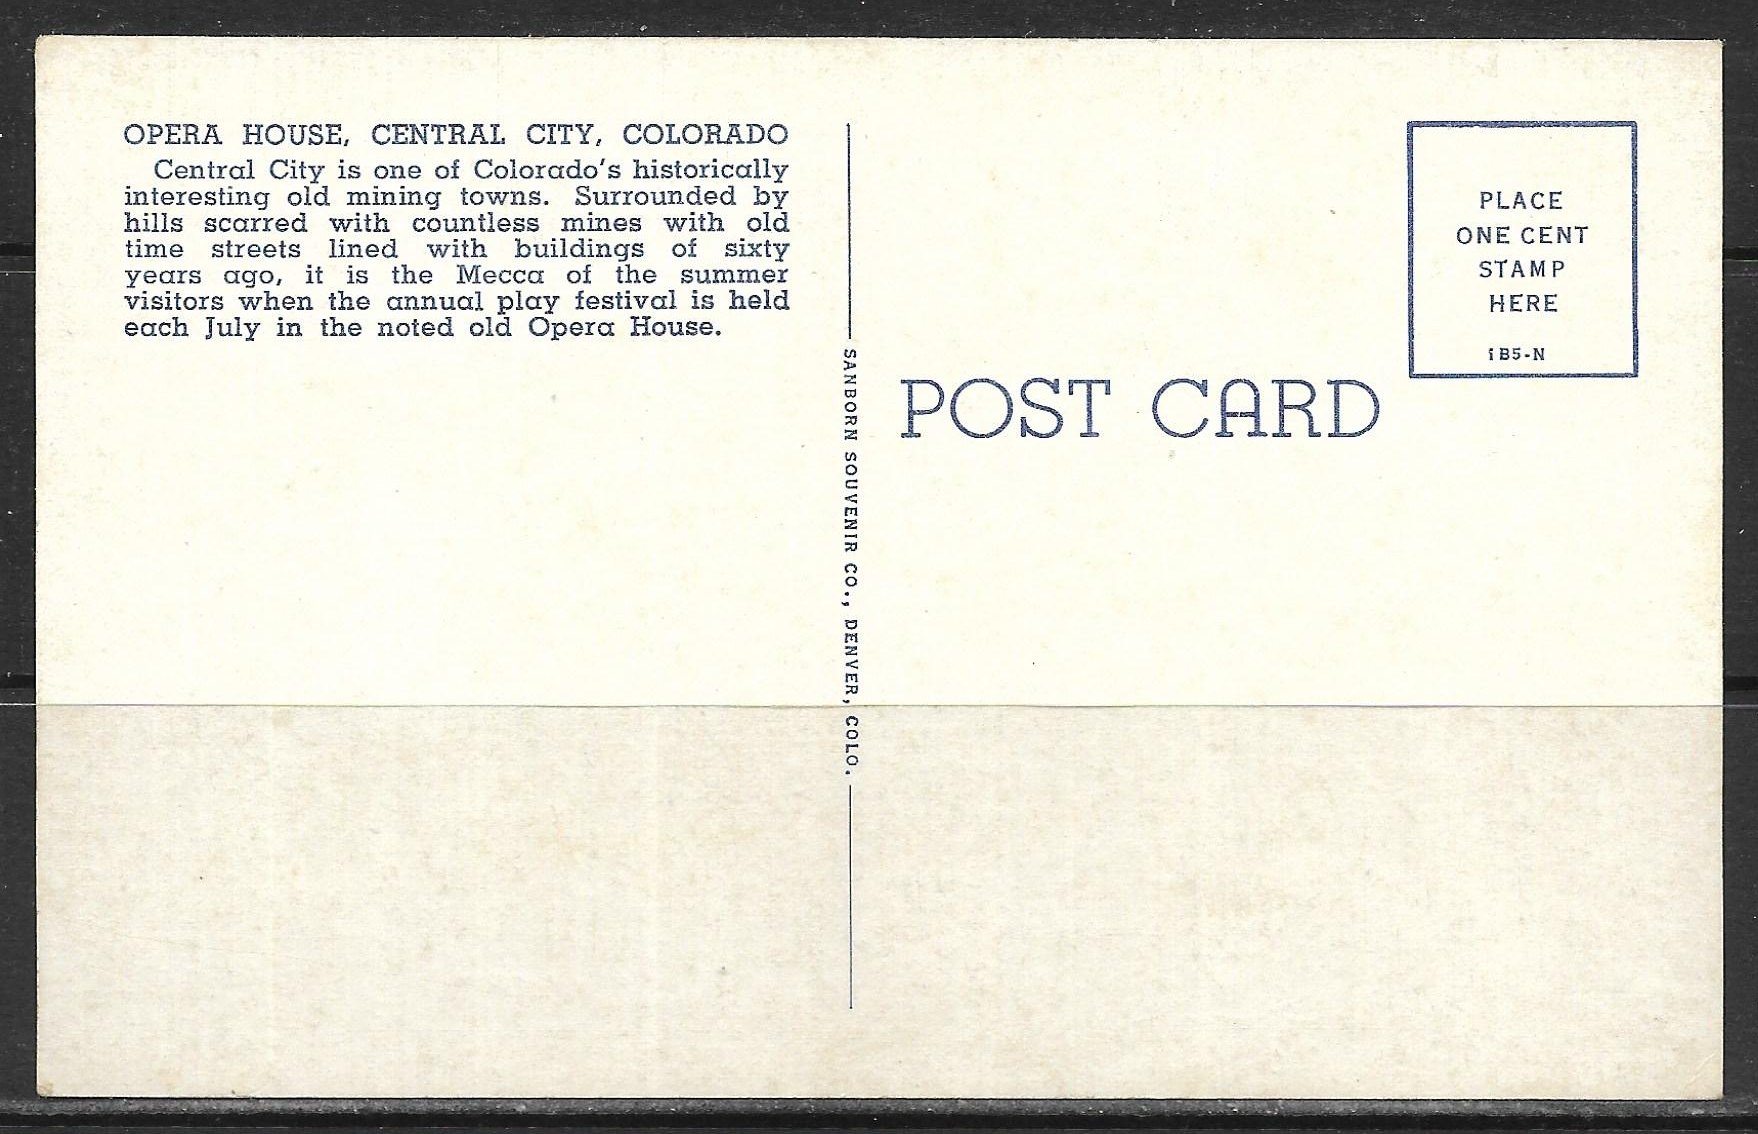 OPERA HOUSE, CENTRAL CITY, COLORADO
Central City is one of Colorado's historically
interesting old mining towns. Surrounded by
hills scarred with countless mines with old
time streets lined with buildings of sixty
years ago, it is the Mecca of the summer
visitors when the annual play festival is held
each July in the noted old Opera House.
SANBORN SOUVENIR CO., DENVER, COLO.
POST CARD
PLACE
ONE CENT
STAMP
HERE
1B5-N